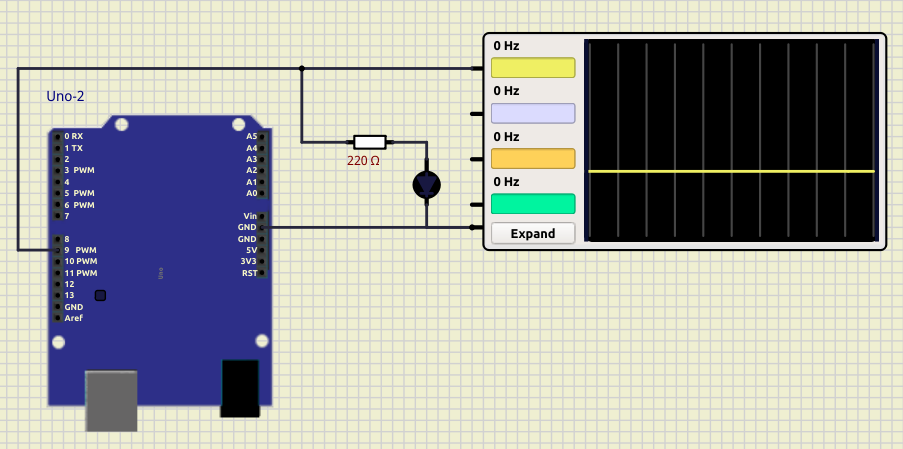 Uno-2
0 RX
1 TX
2
3 PWM
4
5 PWM
6 PWM
7
8
9 PWM
10 PWM
11 PWM
12
13
GND
Aref
Uno
A5
A4
A3
A2
A1
A0
Vin
GND
GND
5V
3V3
RST
220 Ω
0 Hz
0 Hz
0 Hz
0 Hz
Expand